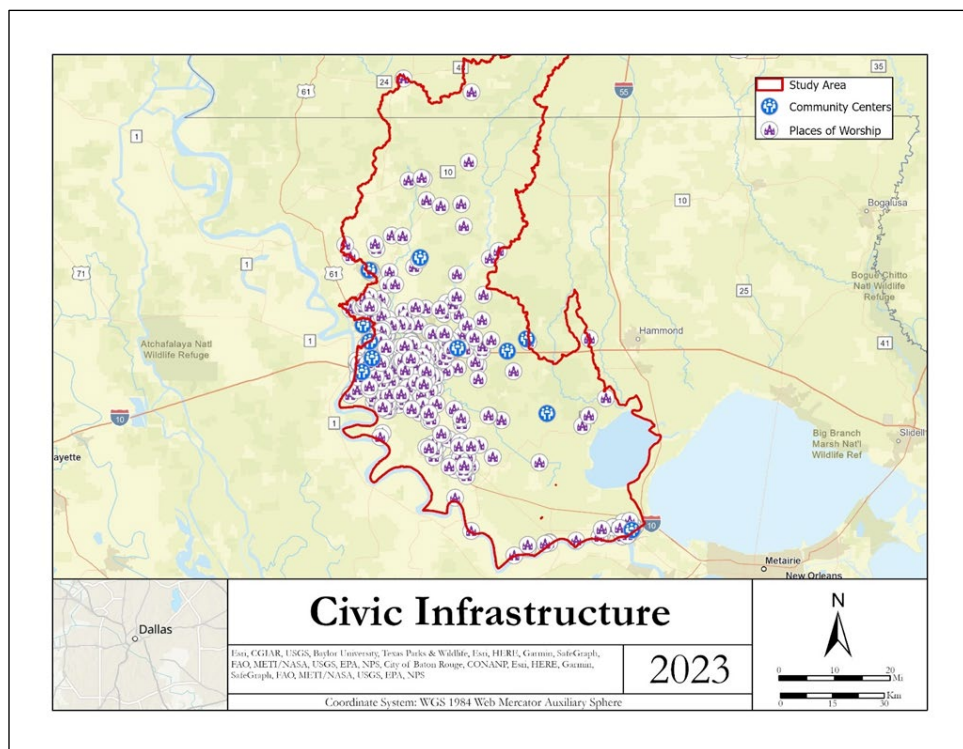 24
48
35
61
55
Study Area
Community Centers
Places of Worship
1
10
10
Bogalusa
71
61
1
25
Bogue Chitto
Natl Wildlife
Refuge
Atchafalaya Natl
Wildlife Refuge
1
Hammond
41
10
1
Big Branch
Marsh Nat'l
Wildlife Ref
Slidell
ayette
10
Metairie
New Orleans
Dallas
Civic Infrastructure
Esri, CGIAR, USGS, Baylor University, Texas Parks & Wildlife, Esri, HERE, Garmin, SafeGraph,
FAO, METI/NASA, USGS, EPA, NPS, City of Baton Rouge, CONANP, Esri, HERE, Garmin,
SafeGraph, FAO, METI/NASA, USGS, EPA, NPS
2023
Coordinate System: WGS 1984 Web Mercator Auxiliary Sphere
N
0 10 20
Mi
Km
0 15 30